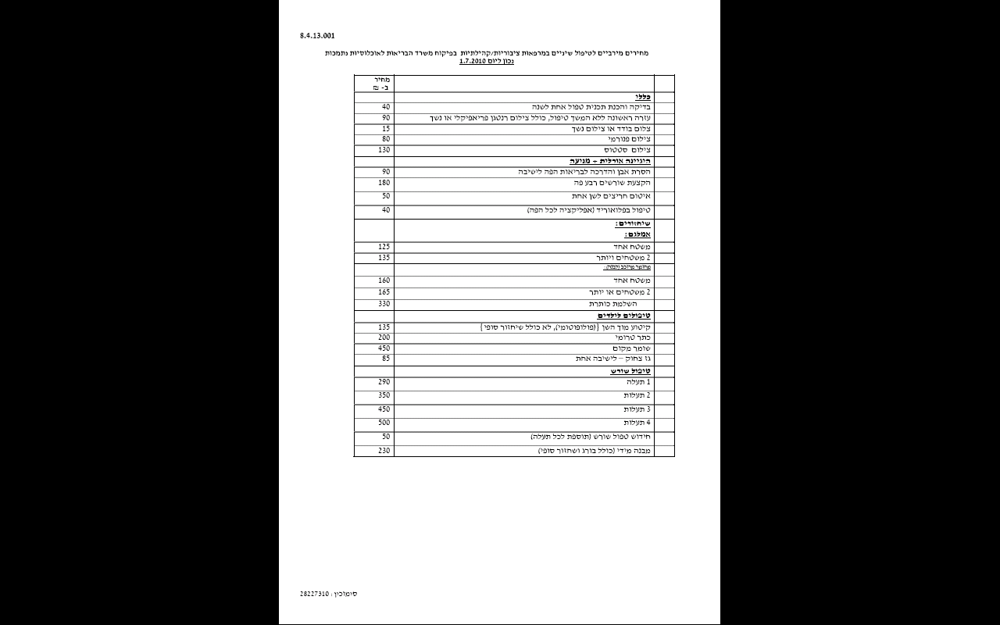 8.4.13.001
מחירים מירביים לטיפול שיניים במרפאות ציבוריות/קהילתיות בפיקוח משרד הבריאות לאוכלוסיות נתמכות
נכון ליום 1.7.2010
מחיר
ב- ₪
כללי
בדיקה והכנת תכנית טפול אחת לשנה 40
עזרה ראשונה ללא המשך טיפול, כולל צילום רנטגן פריאפיקלי או נשך 90
צלום בודד או צילום נשך 15
צילום פנורמי 80
צילום סטטוס 130
היגיינה אורלית + מניעה
הסרת אבן והדרכה לבריאות הפה לישיבה 90
הקצעת שורשים רבע פה 180
איטום חריצים לשן אחת 50
טיפול בפלואוריד (אפליקציה לכל הפה) 40
שיחזורים:
אמלגם:
משטח אחד 125
2 משטחים ויותר 135
מחומר מרוכב (לבנה):
משטח אחד 160
2 משטחים או יותר 165
השלמת כותרת 330
טיפולים לילדים
קיטוע מוך השן {(פולופוטומי), לא כולל שיחזור סופי} 135
כתר טרומי 200
שומר מקום 450
גז צחוק – לישיבה אחת 85
טיפול שורש
1 תעלה 290
2 תעלות 350
3 תעלות 450
4 תעלות 500
חידוש טפול שורש (תוספת לכל תעלה) 50
מבנה מידי (כולל בורג ושחזור סופי) 230
סימוכין : 28227310